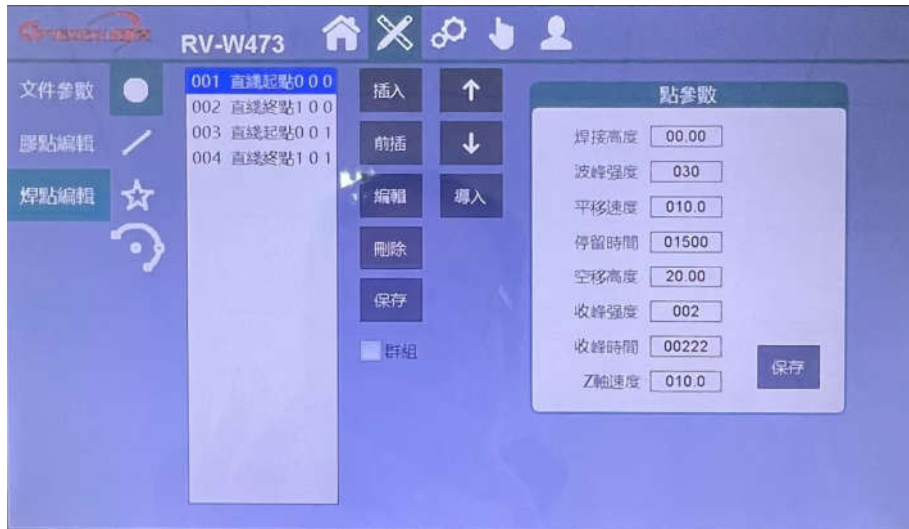 RV-W473
文件參數
膠點編輯
焊點編輯
001 直綫起點0 0 0
002 直綫終點1 0 0
003 直綫起點0 0 1
004 直綫終點1 0 1
插入
前插
編輯
導入
刪除
保存
群組
點參數
焊接高度 00.00
波峰强度 030
平移速度 010.0
停留時間 01500
空移高度 20.00
收峰强度 002
收峰時間 00222
Z軸速度 010.0
保存